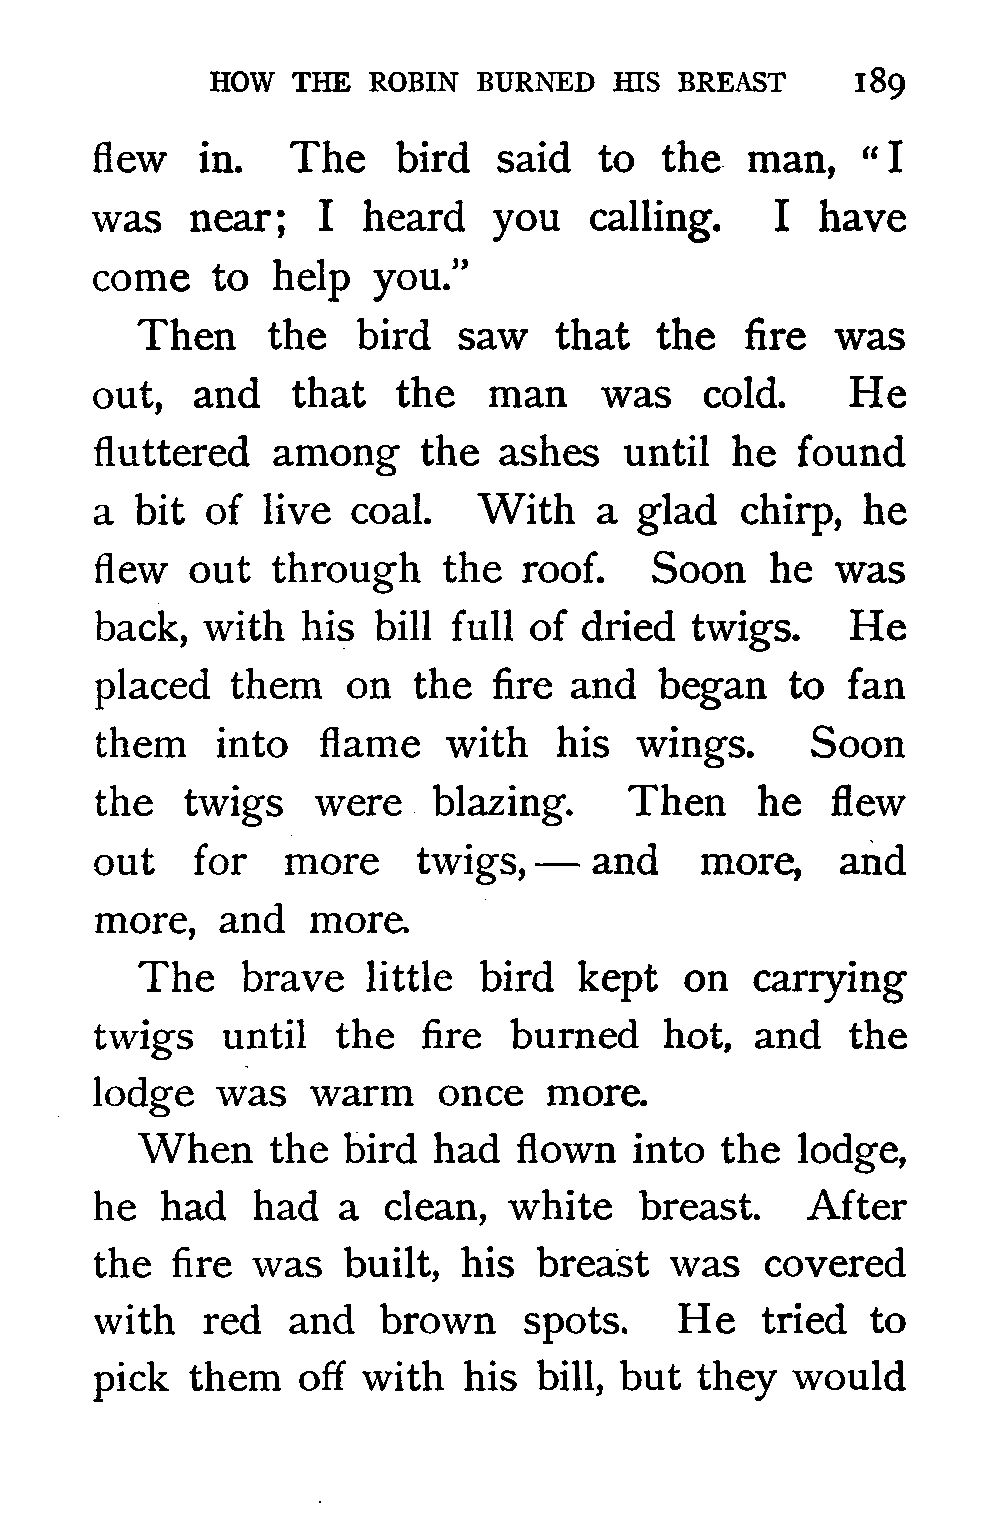 HOW THE ROBIN BURNED HIS BREAST 189
flew in. The bird said to the man, "I
was near; I heard you calling. I have
come to help you."
Then the bird saw that the fire was
out, and that the man was cold. He
fluttered among the ashes until he found
a bit of live coal. With a glad chirp, he
flew out through the roof. Soon he was
back, with his bill full of dried twigs. He
placed them on the fire and began to fan
them into flame with his wings. Soon
the twigs were blazing. Then he flew
out for more twigs,— and more, and
more, and more.
The brave little bird kept on carrying
twigs until the fire burned hot, and the
lodge was warm once more.
When the bird had flown into the lodge,
he had had a clean, white breast. After
the fire was built, his breast was covered
with red and brown spots. He tried to
pick them off with his bill, but they would